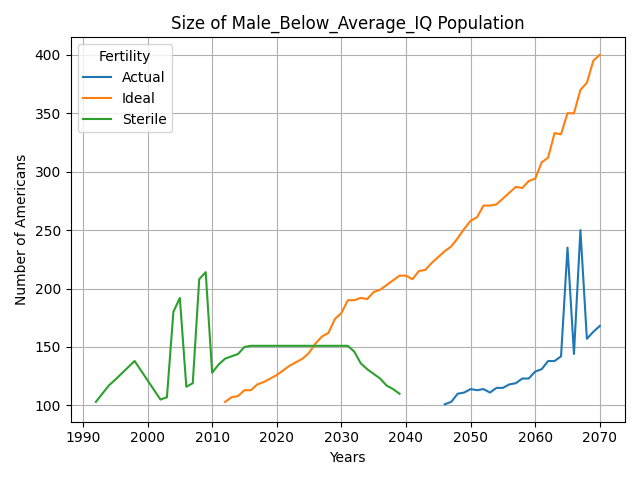 Size of Male_Below_Average_IQ Population
Fertility
Actual
Ideal
Sterile
Number of Americans
400
350
300
250
200
150
100
1990 2000 2010 2020 2030 2040 2050 2060 2070
Years